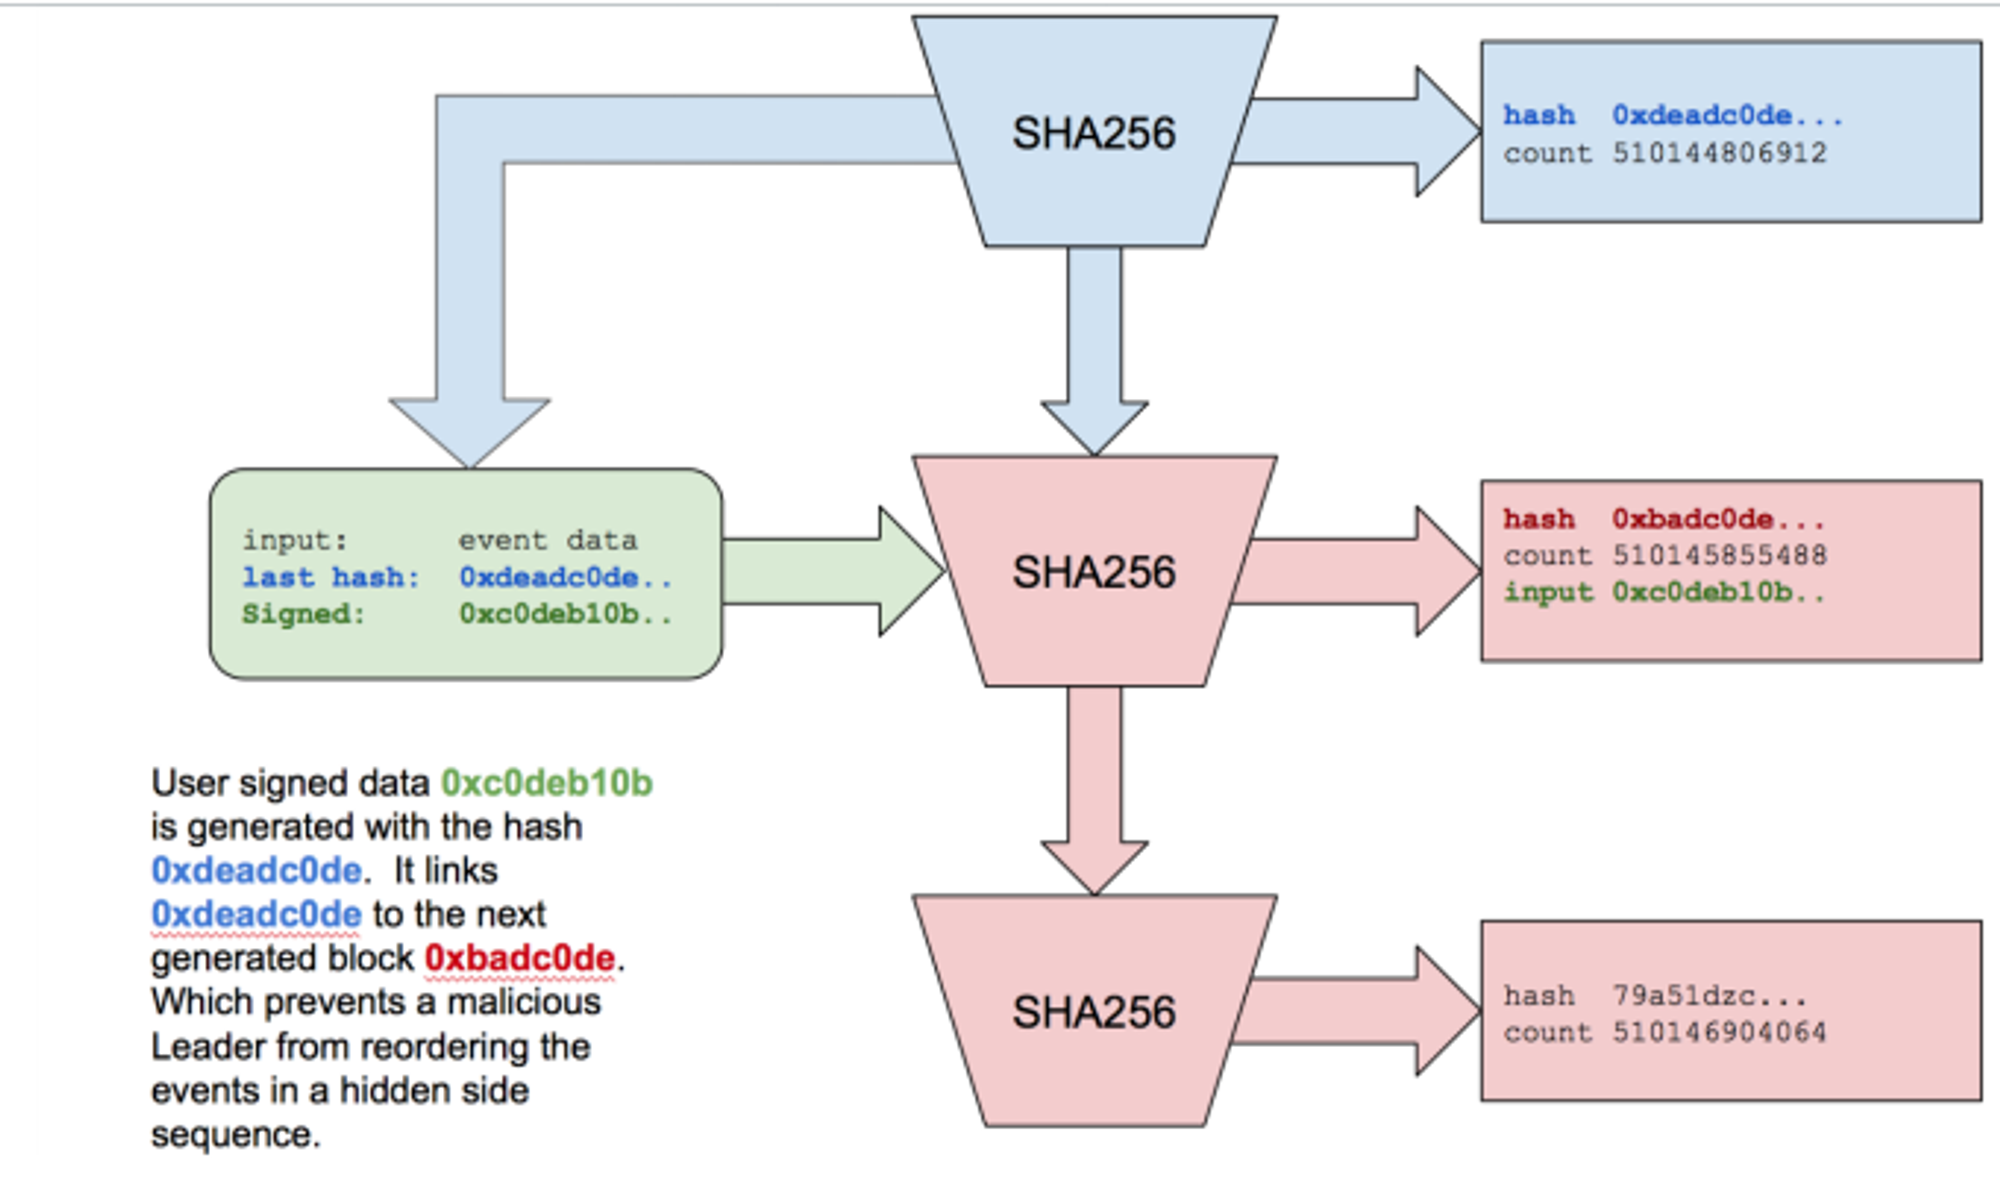 SHA256
hash 0xdeadc0de...
count 510144806912
input: event data
last hash: 0xdeadc0de..
Signed: 0xc0deb10b..
SHA256
hash 0xbadc0de...
count 510145855488
input 0xc0deb10b..
User signed data 0xc0deb10b
is generated with the hash
0xdeadc0de. It links
0xdeadc0de to the next
generated block 0xbadc0de.
Which prevents a malicious
Leader from reordering the
events in a hidden side
sequence.
SHA256
hash 79a51dzc...
count 510146904064